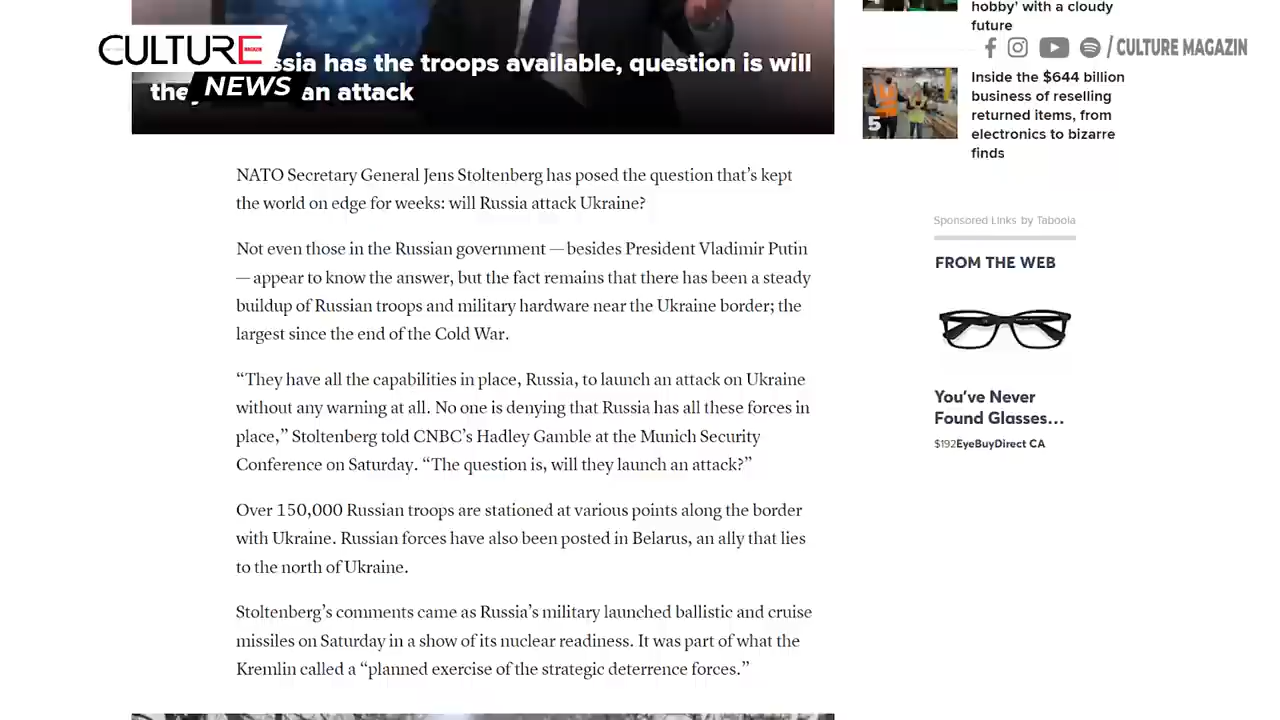 CULTURE
NEWS
ssia has the troops available, question is will
an attack
hobby’ with a cloudy
future
/ CULTURE MAGAZIN
Inside the $644 billion
business of reselling
returned items, from
electronics to bizarre
finds
5
NATO Secretary General Jens Stoltenberg has posed the question that’s kept
the world on edge for weeks: will Russia attack Ukraine?
Not even those in the Russian government — besides President Vladimir Putin
— appear to know the answer, but the fact remains that there has been a steady
buildup of Russian troops and military hardware near the Ukraine border; the
largest since the end of the Cold War.
“They have all the capabilities in place, Russia, to launch an attack on Ukraine
without any warning at all. No one is denying that Russia has all these forces in
place,” Stoltenberg told CNBC’s Hadley Gamble at the Munich Security
Conference on Saturday. “The question is, will they launch an attack?”
Over 150,000 Russian troops are stationed at various points along the border
with Ukraine. Russian forces have also been posted in Belarus, an ally that lies
to the north of Ukraine.
Stoltenberg’s comments came as Russia’s military launched ballistic and cruise
missiles on Saturday in a show of its nuclear readiness. It was part of what the
Kremlin called a “planned exercise of the strategic deterrence forces.”
Sponsored Links by Taboola
FROM THE WEB
You’ve Never
Found Glasses…
$192EyeBuyDirect CA